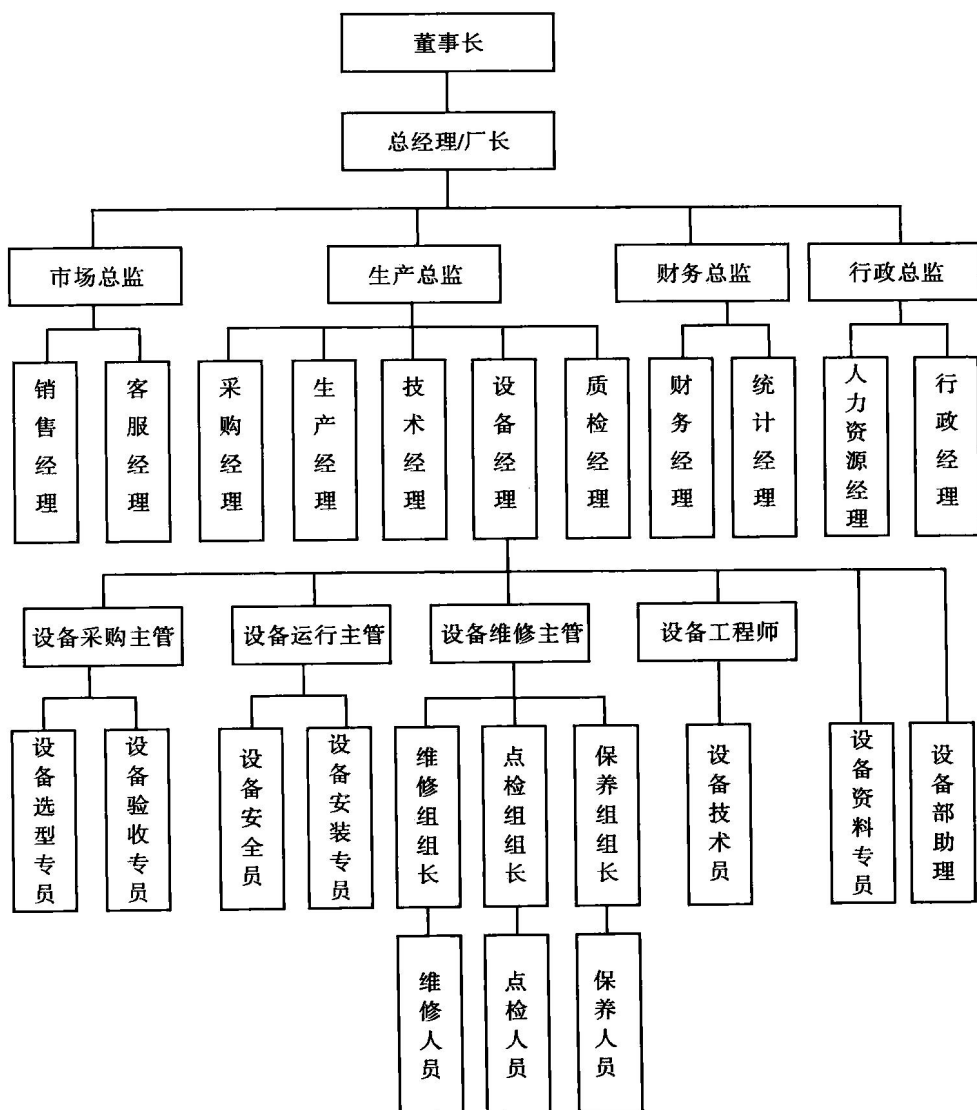 董事长
总经理/厂长
市场总监
生产总监
财务总监
行政总监
销售经理
客服经理
采购经理
生产经理
技术经理
设备经理
质检经理
财务经理
统计经理
人力资源经理
行政经理
设备采购主管
设备运行主管
设备维修主管
设备工程师
设备选型专员
设备验收专员
设备安全员
设备安装专员
维修组组长
点检组组长
保养组组长
设备技术员
设备资料专员
设备部助理
维修人员
点检人员
保养人员